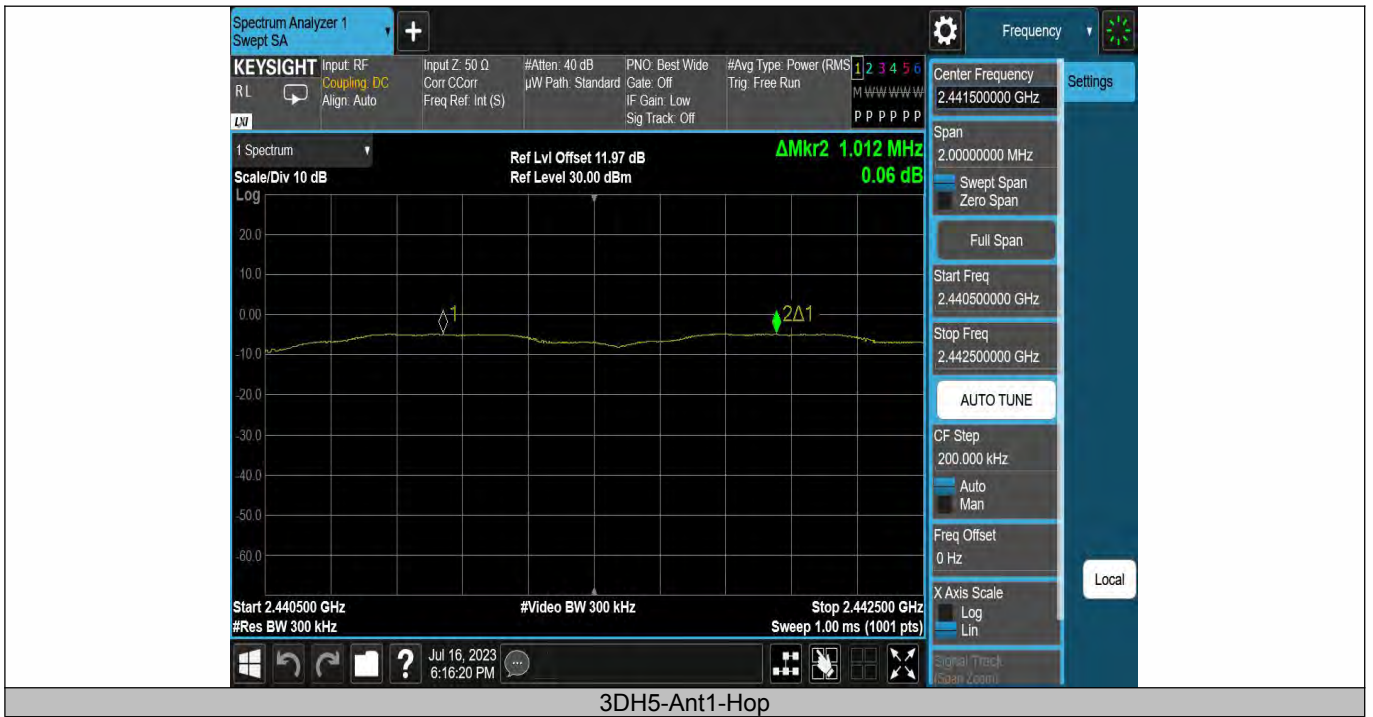 Spectrum Analyzer 1
Swept SA
+
Frequency
KEYSIGHT
RL
LXI
Input: RF
Coupling: DC
Align: Auto
Input Z: 50 Ω
Corr CCorr
Freq Ref: Int (S)
#Atten: 40 dB
µW Path: Standard
PNO: Best Wide
Gate: Off
IF Gain: Low
Sig Track: Off
#Avg Type: Power (RMS
Trig: Free Run
1 2 3 4 5 6
M W W W W W
P P P P P P
1 Spectrum
Scale/Div 10 dB
Ref Lvl Offset 11.97 dB
Ref Level 30.00 dBm
ΔMkr2 1.012 MHz
0.06 dB
Log
20.0
10.0
0.00
-10.0
-20.0
-30.0
-40.0
-50.0
-60.0
1
2Δ1
Start 2.440500 GHz
#Res BW 300 kHz
#Video BW 300 kHz
Stop 2.442500 GHz
Sweep 1.00 ms (1001 pts)
Center Frequency
2.441500000 GHz
Settings
Span
2.00000000 MHz
Swept Span
Zero Span
Full Span
Start Freq
2.440500000 GHz
Stop Freq
2.442500000 GHz
AUTO TUNE
CF Step
200.000 kHz
Auto
Man
Freq Offset
0 Hz
X Axis Scale
Log
Lin
Signal Track
(Span Zoom)
Local
?
Jul 16, 2023
6:16:20 PM
3DH5-Ant1-Hop